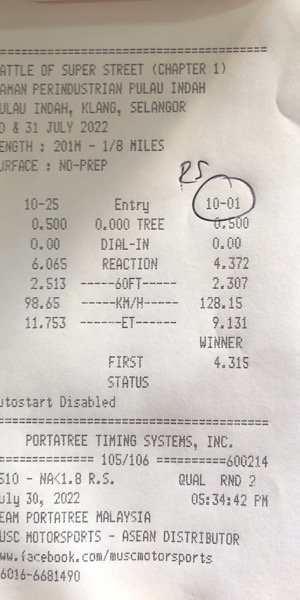 ATTLE OF SUPER STREET (CHAPTER 1)
AMAN PERINDUSTRIAN PULAU INDAH
ULAU INDAH, KLANG, SELANGOR
0 & 31 JULY 2022
ENGTH : 201M - 1/8 MILES
URFACE : NO-PREP
RS
10-25 Entry 10-01
0.500 0.000 TREE 0.500
0.00 DIAL-IN 0.00
6.065 REACTION 4.372
2.513 -----60FT----- 2.307
98.65 -----KM/H----- 128.15
11.753 ------ET------ 9.131
WINNER
FIRST 4.315
STATUS
utostart Disabled
PORTATREE TIMING SYSTEMS, INC.
============= 105/106 ==========600214
510 - NA<1.8 R.S. QUAL RND 2
uly 30, 2022 05:34:42 PM
EAM PORTATREE MALAYSIA
USC MOTORSPORTS - ASEAN DISTRIBUTOR
ww.facebook.com/muscmotorsports
6016-6681490